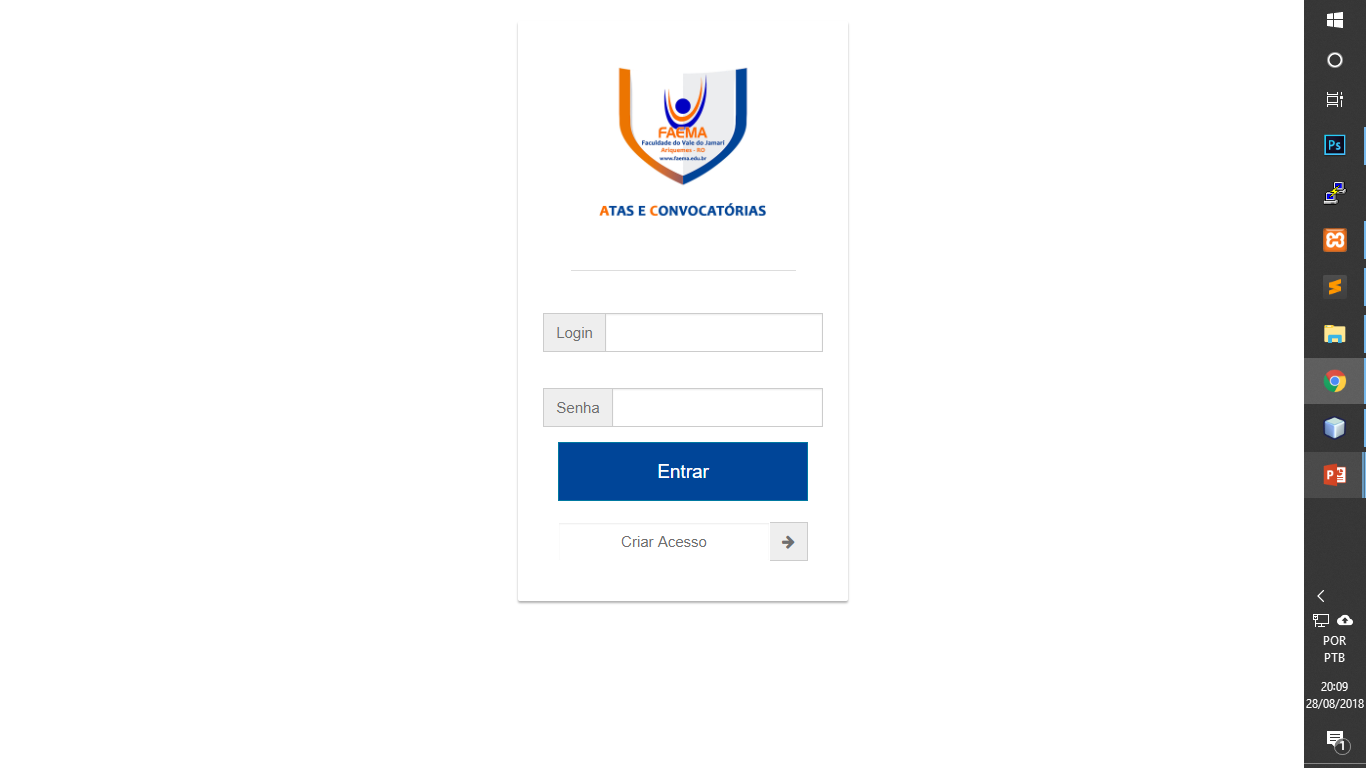 FAEMA
Faculdade do Vale do Jamari
Ariquemes - RO
www.faema.edu.br
ATAS E CONVOCATÓRIAS
Login
Senha
Entrar
Criar Acesso
Ps
P
POR
PTB
20:09
28/08/2018
1